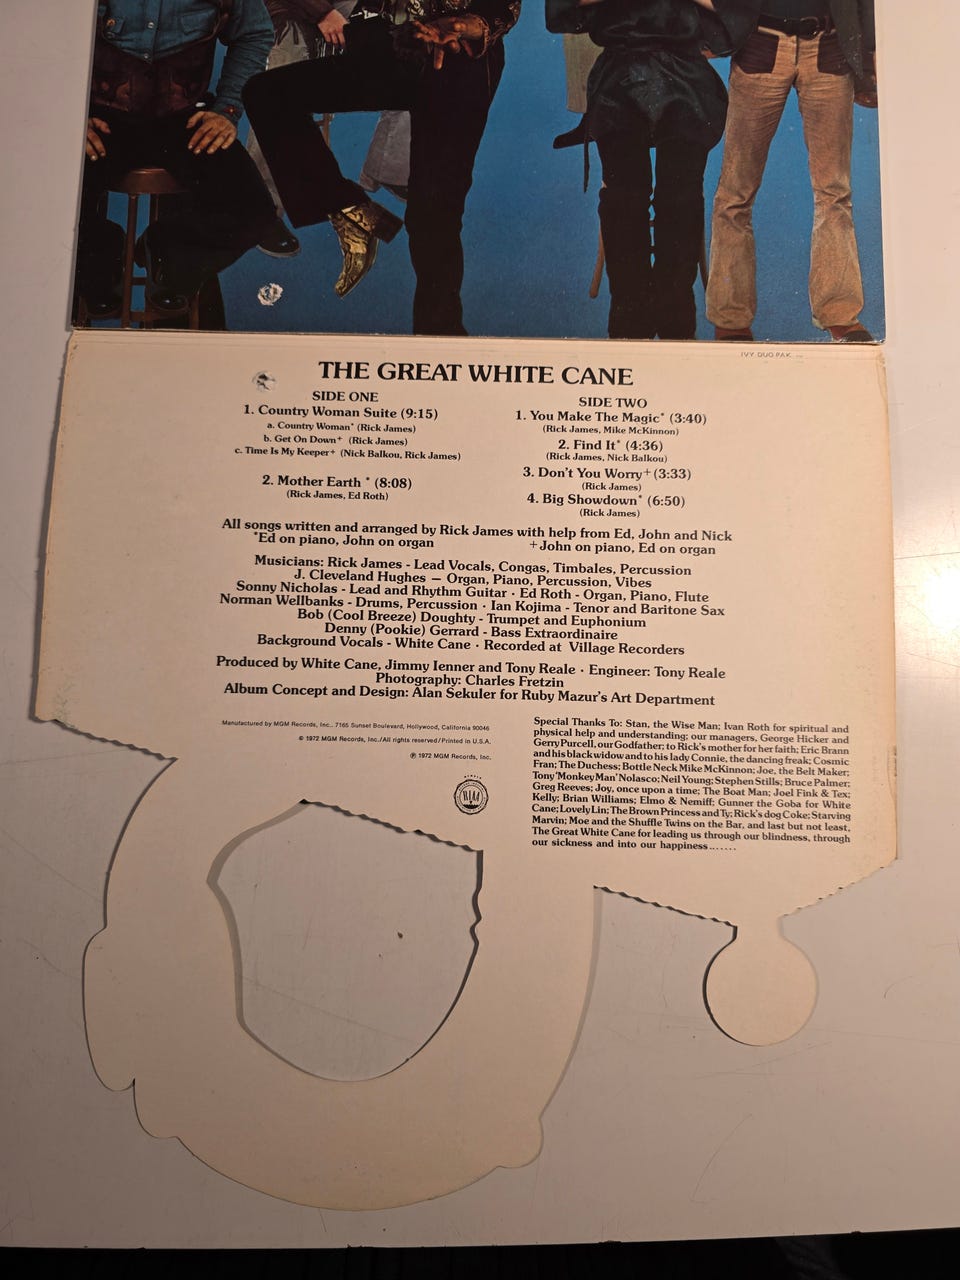 IVY DUO PAK
THE GREAT WHITE CANE
SIDE ONE
1. Country Woman Suite (9:15)
a. Country Woman* (Rick James)
b. Get On Down+ (Rick James)
c. Time Is My Keeper+ (Nick Balkou, Rick James)
2. Mother Earth * (8:08)
(Rick James, Ed Roth)
SIDE TWO
1. You Make The Magic* (3:40)
(Rick James, Mike McKinnon)
2. Find It* (4:36)
(Rick James, Nick Balkou)
3. Don't You Worry+ (3:33)
(Rick James)
4. Big Showdown* (6:50)
(Rick James)
All songs written and arranged by Rick James with help from Ed, John and Nick
*Ed on piano, John on organ +John on piano, Ed on organ
Musicians: Rick James - Lead Vocals, Congas, Timbales, Percussion
J. Cleveland Hughes – Organ, Piano, Percussion, Vibes
Sonny Nicholas - Lead and Rhythm Guitar · Ed Roth - Organ, Piano, Flute
Norman Wellbanks - Drums, Percussion · Ian Kojima - Tenor and Baritone Sax
Bob (Cool Breeze) Doughty - Trumpet and Euphonium
Denny (Pookie) Gerrard - Bass Extraordinaire
Background Vocals - White Cane · Recorded at Village Recorders
Produced by White Cane, Jimmy Ienner and Tony Reale · Engineer: Tony Reale
Photography: Charles Fretzin
Album Concept and Design: Alan Sekuler for Ruby Mazur's Art Department
Manufactured by MGM Records, Inc., 7165 Sunset Boulevard, Hollywood, California 90046
© 1972 MGM Records, Inc./All rights reserved/Printed in U.S.A.
℗ 1972 MGM Records, Inc.
RIAA
Special Thanks To: Stan, the Wise Man; Ivan Roth for spiritual and
physical help and understanding; our managers, George Hicker and
Gerry Purcell, our Godfather; to Rick's mother for her faith; Eric Brann
and his black widow and to his lady Connie, the dancing freak; Cosmic
Fran; The Duchess; Bottle Neck Mike McKinnon; Joe, the Belt Maker;
Tony 'Monkey Man' Nolasco; Neil Young; Stephen Stills; Bruce Palmer;
Greg Reeves; Joy, once upon a time; The Boat Man; Joel Fink & Tex;
Kelly; Brian Williams; Elmo & Nemiff; Gunner the Goba for White
Cane; Lovely Lin; The Brown Princess and Ty; Rick's dog Coke; Starving
Marvin; Moe and the Shuffle Twins on the Bar, and last but not least,
The Great White Cane for leading us through our blindness, through
our sickness and into our happiness.......